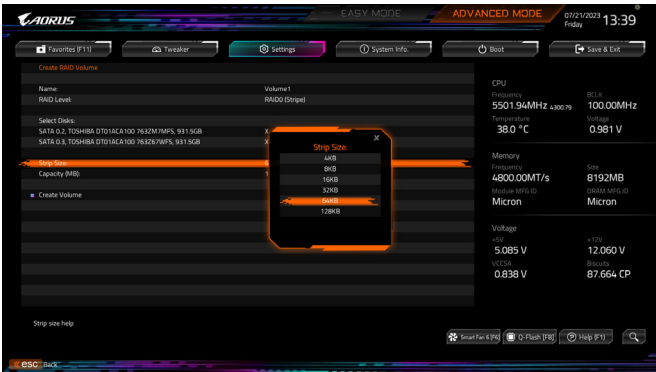 AORUS
EASY MODE
ADVANCED MODE
07/21/2023
Friday
13:39
Favorites (F11)
Tweaker
Settings
System Info.
Boot
Save & Exit
Create RAID Volume
Name: Volume1
RAID Level: RAID0 (Stripe)
Select Disks:
SATA 0.2, TOSHIBA DT01ACA100 763ZM7MFS, 931.5GB X
SATA 0.3, TOSHIBA DT01ACA100 763Z67WFS, 931.5GB X
Strip Size: 6
Capacity (MB): 1
Create Volume
Strip Size:
X
4KB
8KB
16KB
32KB
64KB
128KB
CPU
Frequency BCLK
5501.94MHz 4300.79 100.00MHz
Temperature Voltage
38.0 °C 0.981 V
Memory
Frequency Size
4800.00MT/s 8192MB
Module MFG ID DRAM MFG ID
Micron Micron
Voltage
+5V +12V
5.085 V 12.060 V
VCCSA Biscuits
0.838 V 87.664 CP
Strip size help
Smart Fan 6 [F6]
Q-Flash [F8]
Help (F1)
esc Back